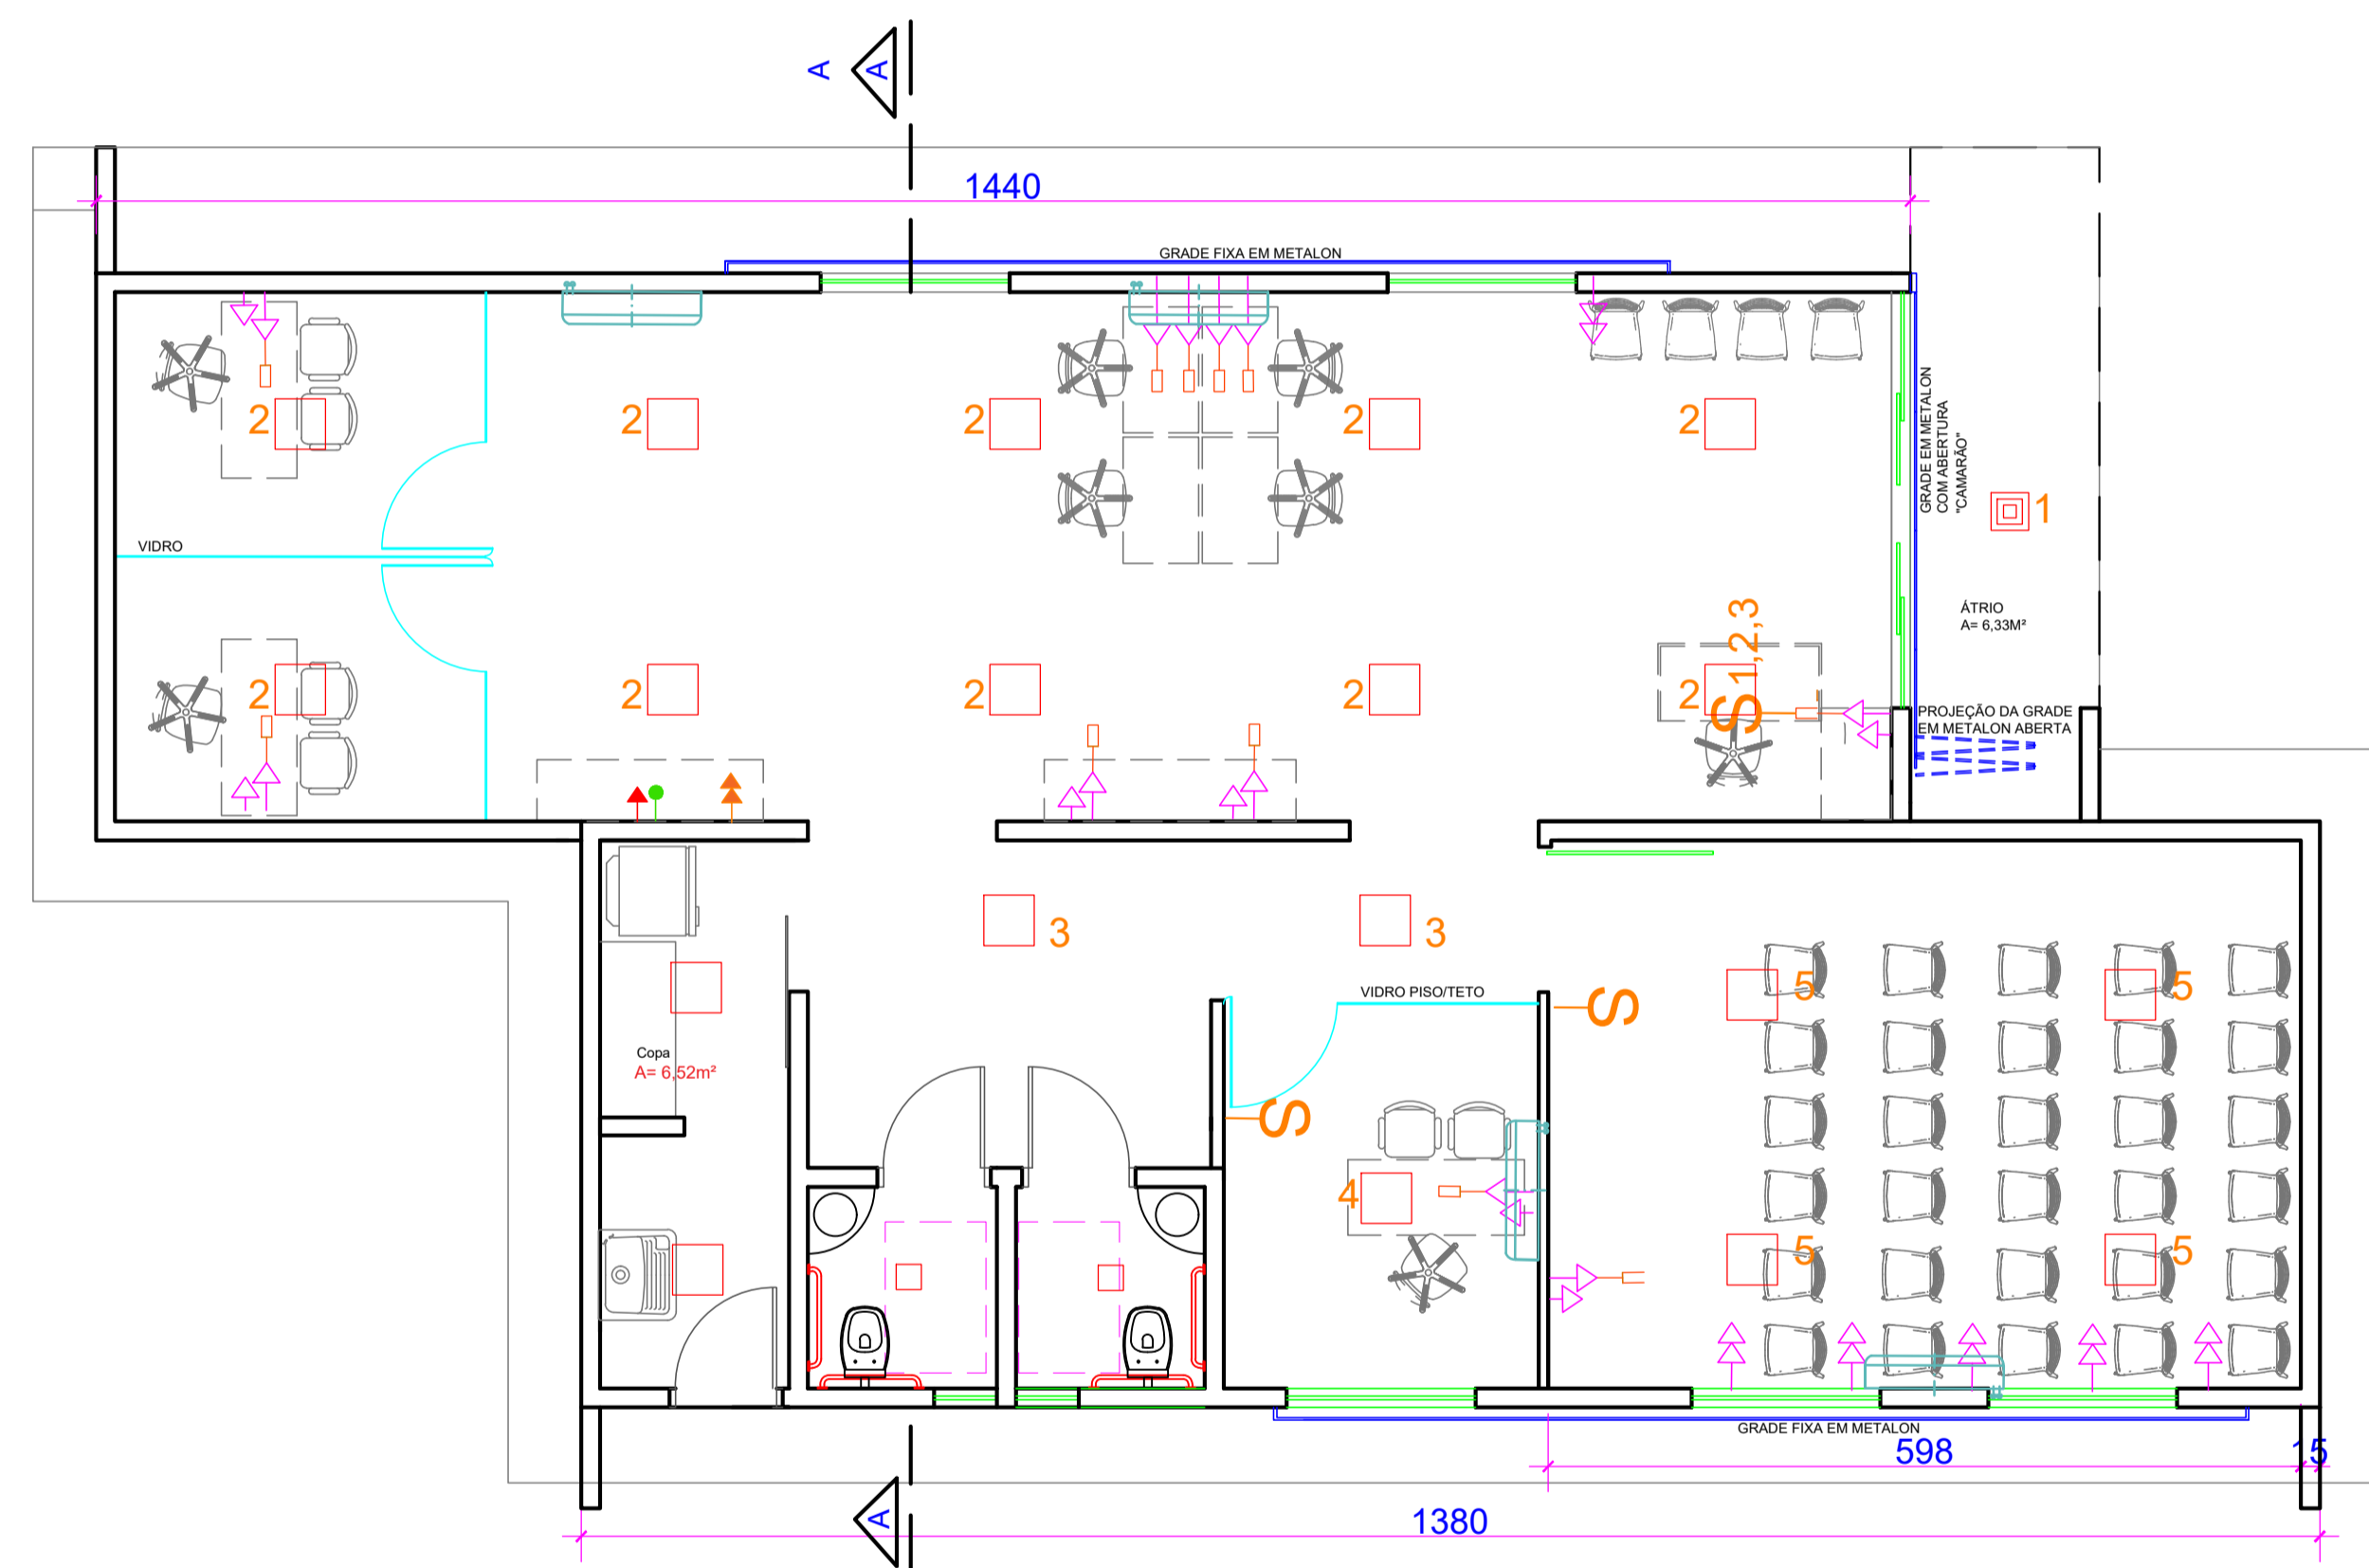 A
A
1440
GRADE FIXA EM METALON
2
2
2
2
2
GRADE EM METALON
COM ABERTURA
"CAMARÃO"
1
VIDRO
ÁTRIO
A= 6,33M²
S1,2,3
2
2
2
2
2
PROJEÇÃO DA GRADE
EM METALON ABERTA
3
3
VIDRO PISO/TETO
S
5
5
Copa
A= 6,52m²
S
4
5
5
GRADE FIXA EM METALON
598
15
A
1380